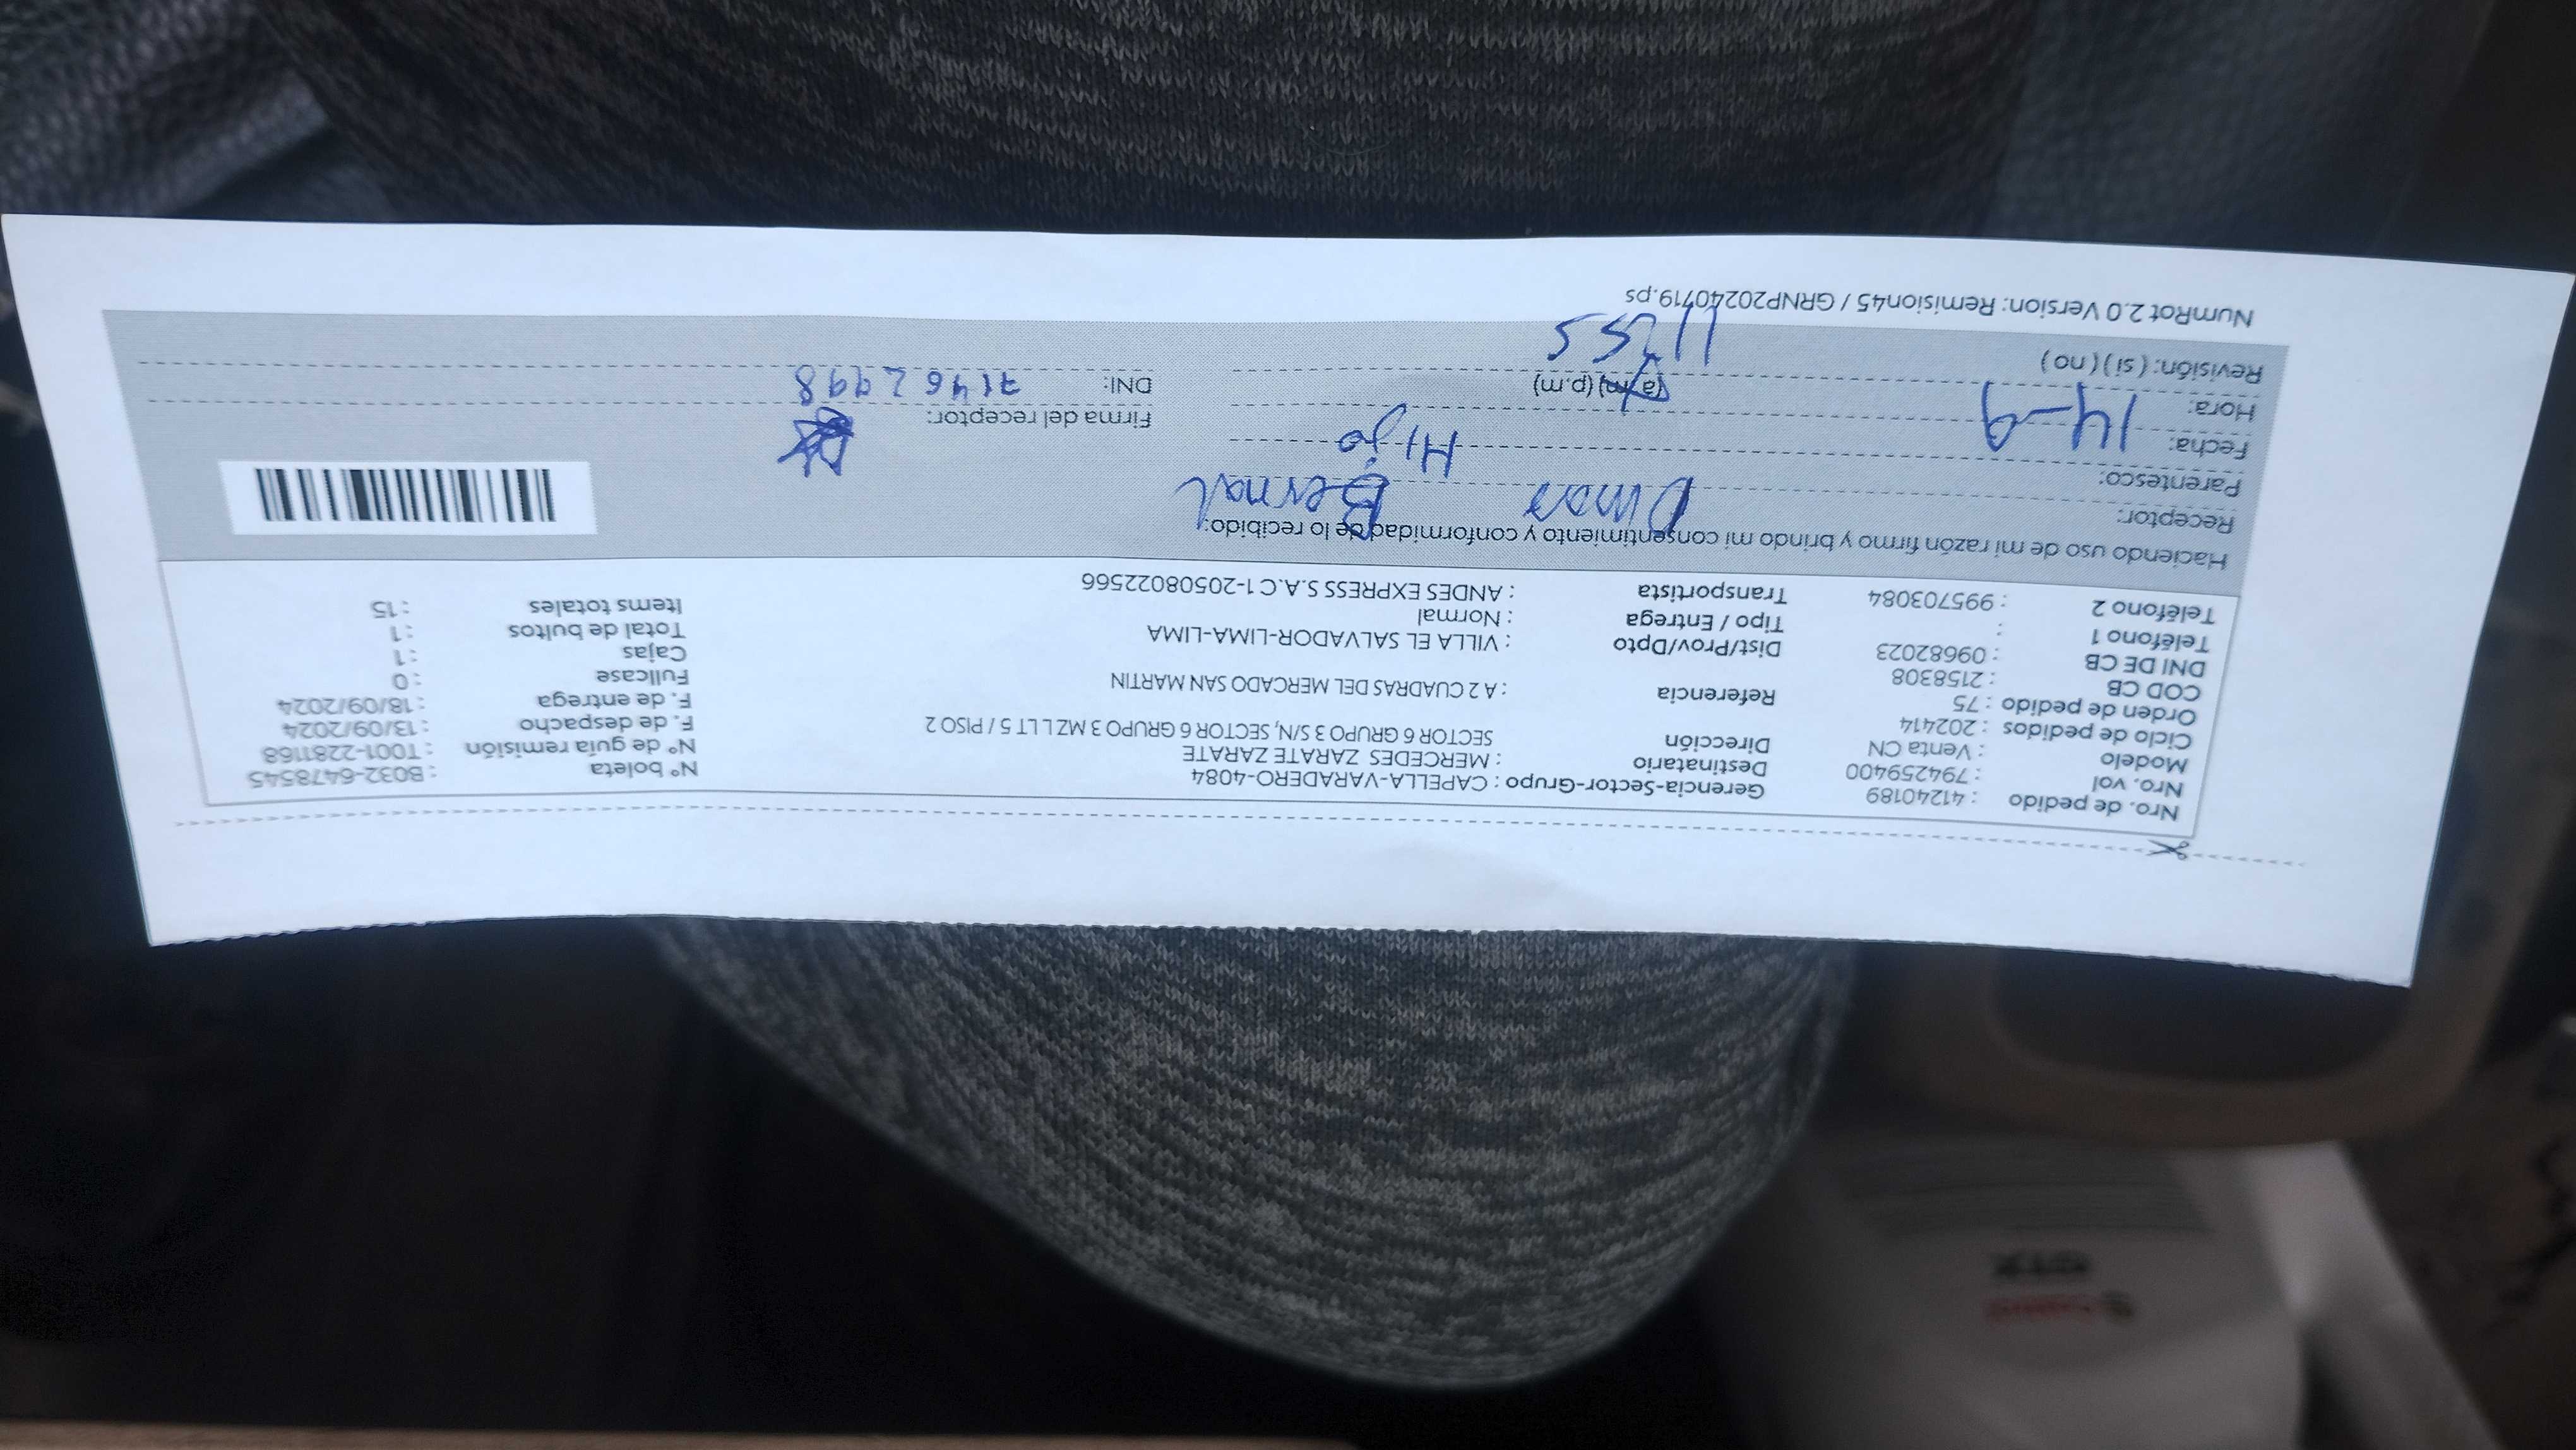 Nro. de pedido : 41240189 Gerencia-Sector-Grupo : CAPELLA-VARADERO-4084 N° boleta : B032-6478545
Nro. vol : 794259400 Destinatario : MERCEDES ZARATE ZARATE N° de guía remisión : T001-2281168
Modelo : Venta CN Dirección SECTOR 6 GRUPO 3 S/N, SECTOR 6 GRUPO 3 MZ L LT 5 / PISO 2 F. de despacho : 13/09/2024
Ciclo de pedidos : 202414 F. de entrega : 18/09/2024
Orden de pedido : 75 Referencia : A 2 CUADRAS DEL MERCADO SAN MARTIN Fullcase : 0
COD CB : 2158308 Cajas : 1
DNI DE CB : 09682023 Dist/Prov/Dpto : VILLA EL SALVADOR-LIMA-LIMA Total de bultos : 1
Teléfono 1 : Tipo / Entrega : Normal Items totales : 15
Teléfono 2 : 995703084 Transportista : ANDES EXPRESS S.A.C 1-20508022566
Haciendo uso de mi razón firmo y brindo mi consentimiento y conformidad de lo recibido:
Receptor: Bernal
Parentesco: Hijo
Fecha: 14-9 Firma del receptor:
Hora: (a.m) (p.m) DNI: 71462998
Revisión: ( si ) ( no ) 11:55
NumRot 2.0 Version: Remision45 / GRNP20240719.ps